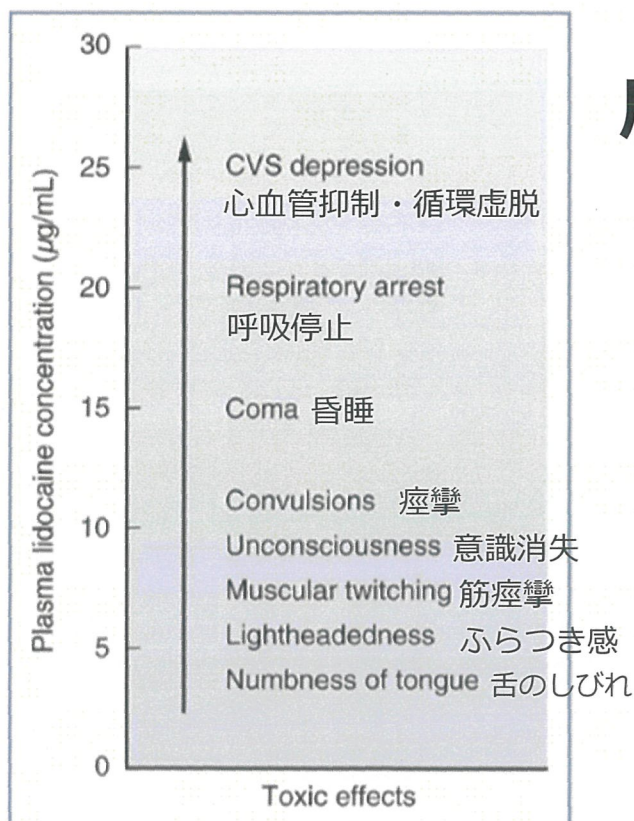 30
25
20
15
10
5
0
Plasma lidocaine concentration (μg/mL)
CVS depression
心血管抑制・循環虚脱
Respiratory arrest
呼吸停止
Coma 昏睡
Convulsions 痙攣
Unconsciousness 意識消失
Muscular twitching 筋痙攣
Lightheadedness ふらつき感
Numbness of tongue 舌のしびれ
Toxic effects